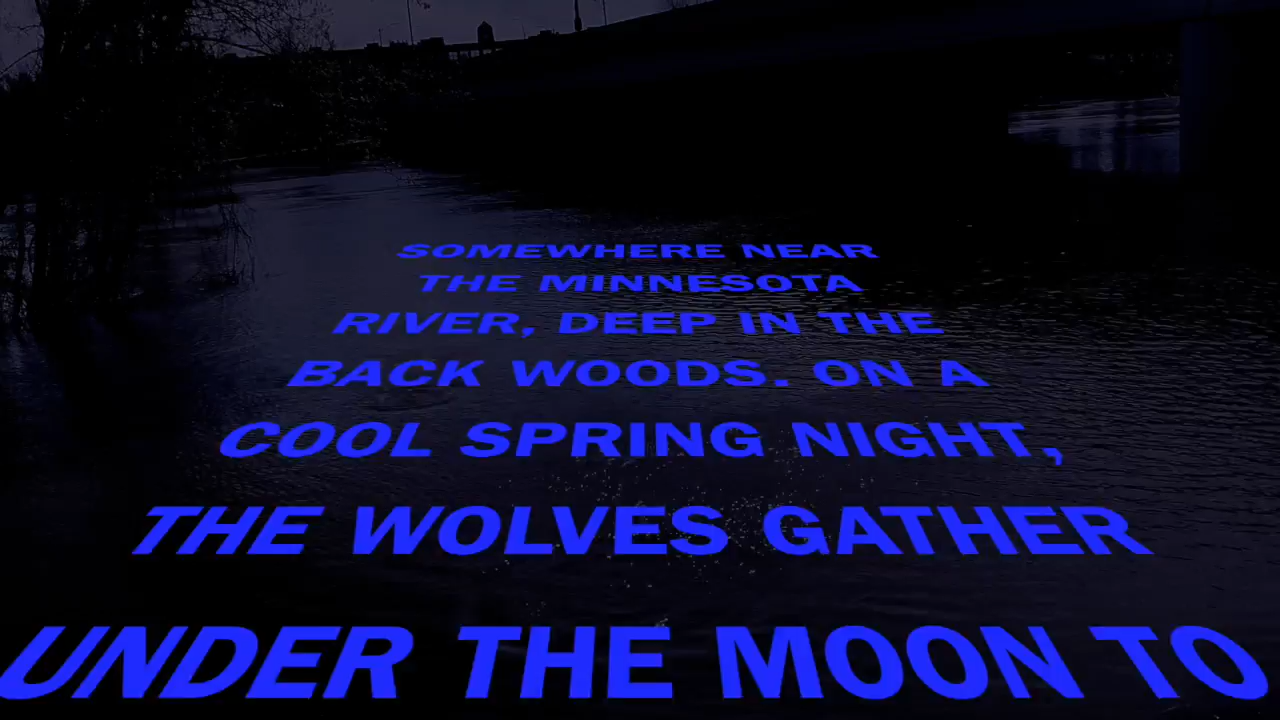 SOMEWHERE NEAR
THE MINNESOTA
RIVER, DEEP IN THE
BACK WOODS. ON A
COOL SPRING NIGHT,
THE WOLVES GATHER
UNDER THE MOON TO